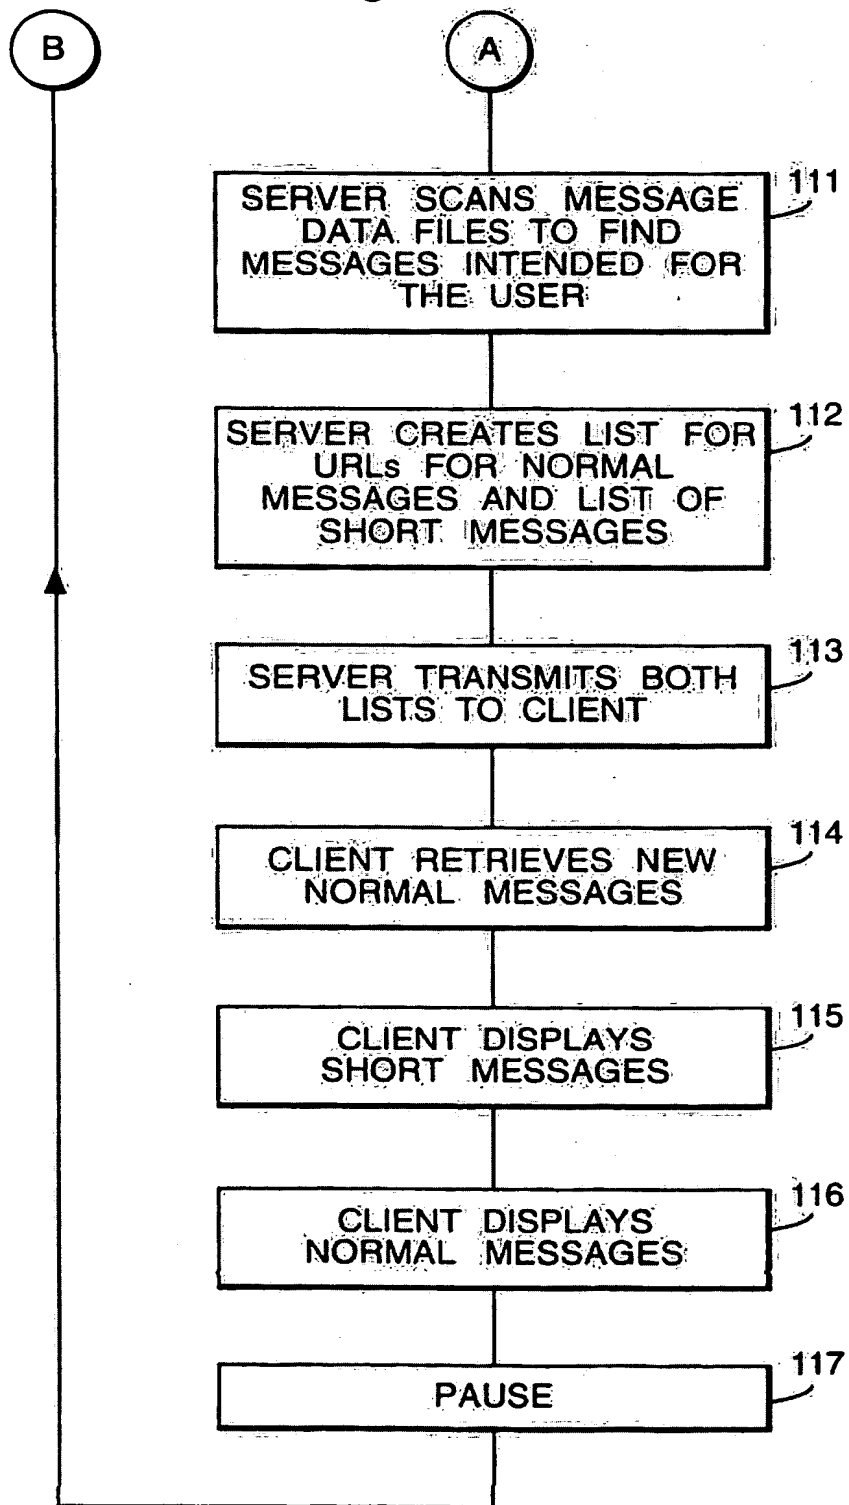 B
A
SERVER SCANS MESSAGE
DATA FILES TO FIND
MESSAGES INTENDED FOR
THE USER
111
SERVER CREATES LIST FOR
URLs FOR NORMAL
MESSAGES AND LIST OF
SHORT MESSAGES
112
SERVER TRANSMITS BOTH
LISTS TO CLIENT
113
CLIENT RETRIEVES NEW
NORMAL MESSAGES
114
CLIENT DISPLAYS
SHORT MESSAGES
115
CLIENT DISPLAYS
NORMAL MESSAGES
116
PAUSE
117